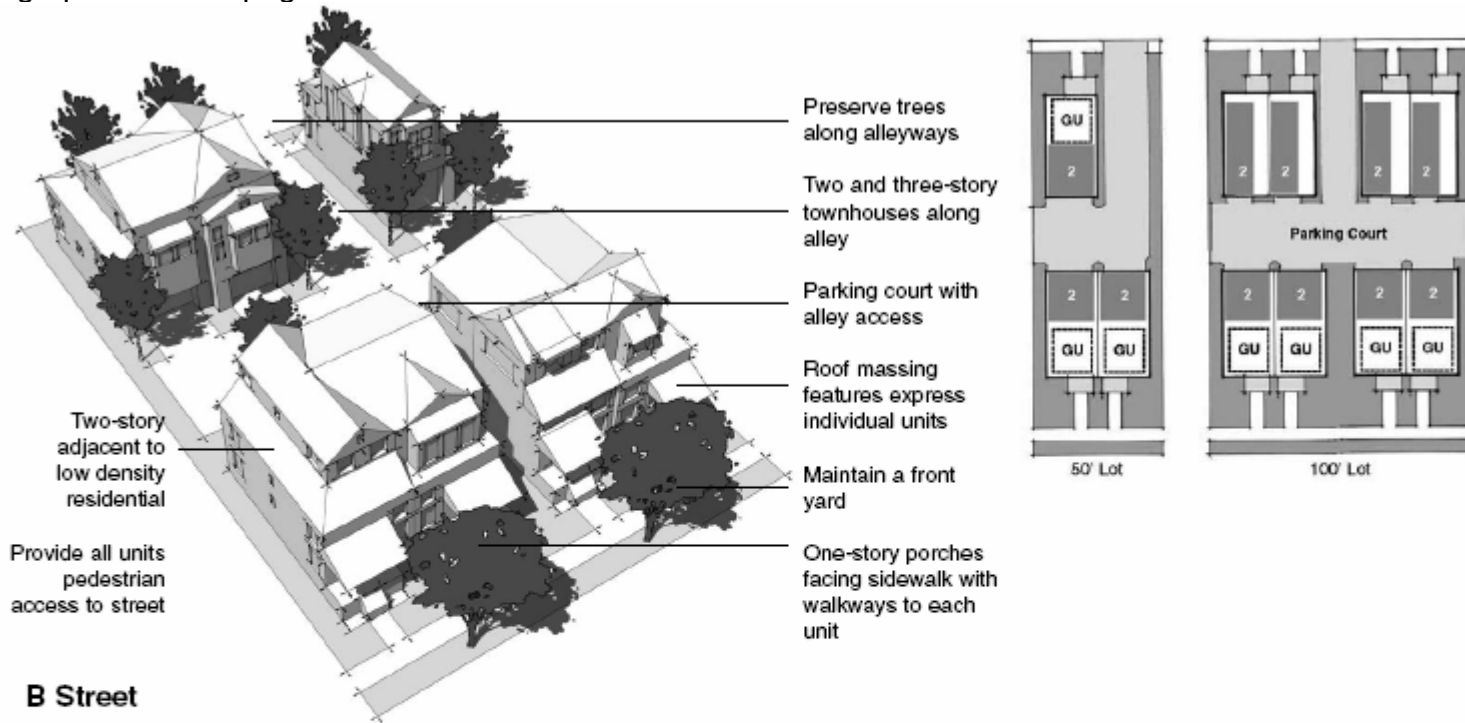 Preserve trees
along alleyways
Two and three-story
townhouses along
alley
Parking court with
alley access
Roof massing
features express
individual units
Maintain a front
yard
One-story porches
facing sidewalk with
walkways to each
unit
Two-story
adjacent to
low density
residential
Provide all units
pedestrian
access to street
B Street
GU
2
2 2
GU GU
50' Lot
2 2 2 2
Parking Court
2 2 2 2
GU GU GU GU
100' Lot